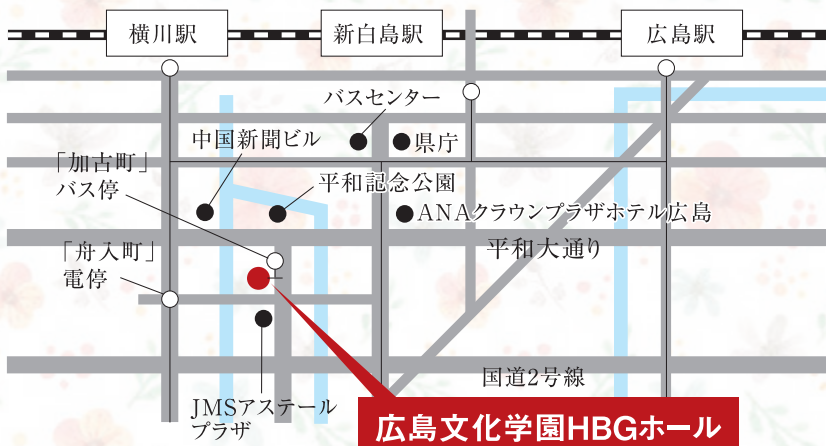 横川駅
新白島駅
広島駅
バスセンター
中国新聞ビル
県庁
「加古町」
バス停
平和記念公園
ANAクラウンプラザホテル広島
「舟入町」
電停
平和大通り
国道2号線
JMSアステール
プラザ
広島文化学園HBGホール